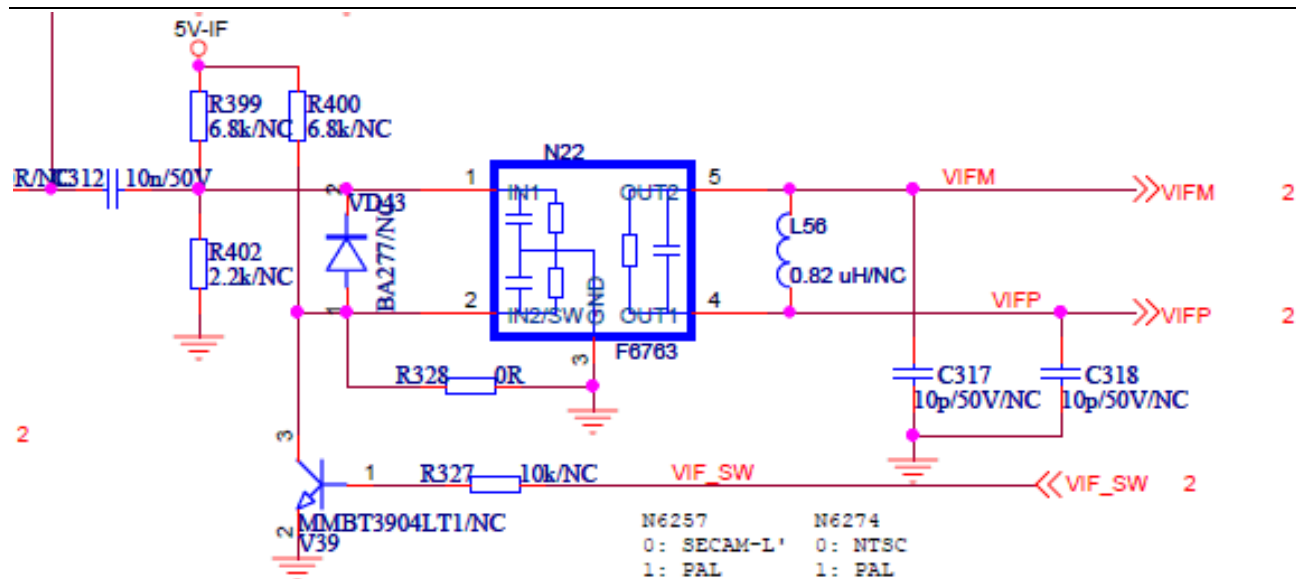 5V-IF
R399
6.8k/NC
R400
6.8k/NC
N22
C312
10n/50V
1
IN1
OUT2
5
VIFM
VIFM
2
2
VD43
BA277/NC
1
R402
2.2k/NC
L56
0.82 uH/NC
2
IN2/SW
GND
OUT1
4
VIFP
VIFP
2
F6763
3
R328
0R
C317
10p/50V/NC
C318
10p/50V/NC
2
3
1
R327
10k/NC
VIF_SW
VIF_SW
2
MMBT3904LT1/NC
V39
2
N6257
N6274
0: SECAM-L'
0: NTSC
1: PAL
1: PAL